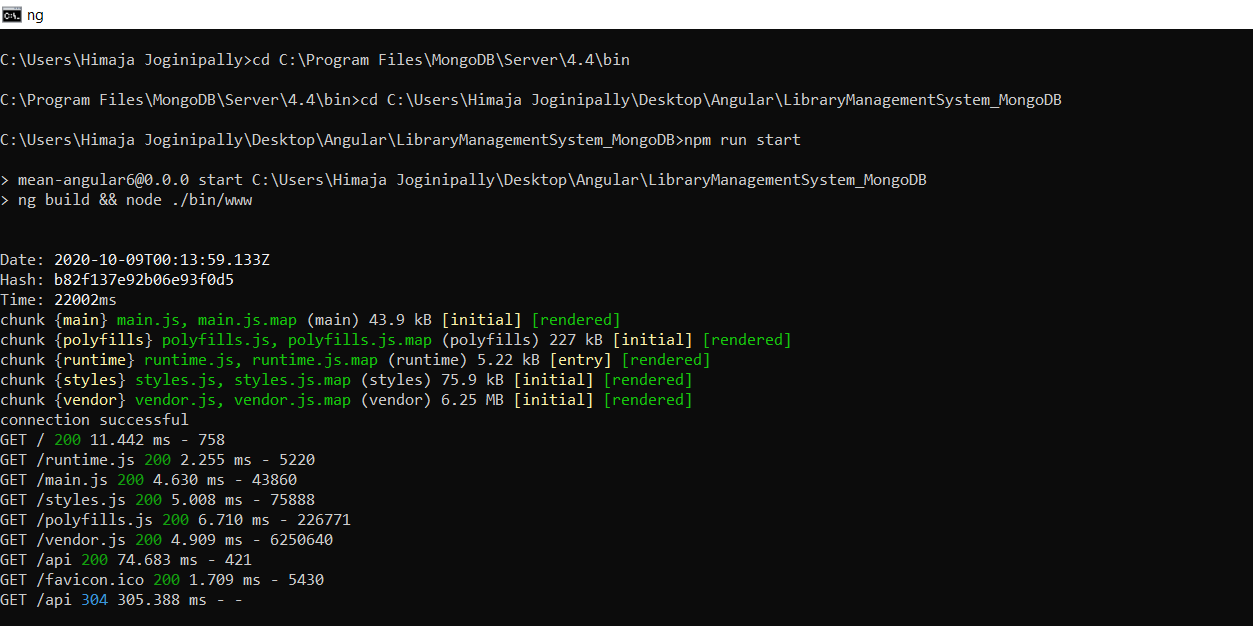 ng
C:\Users\Himaja Joginipally>cd C:\Program Files\MongoDB\Server\4.4\bin
C:\Program Files\MongoDB\Server\4.4\bin>cd C:\Users\Himaja Joginipally\Desktop\Angular\LibraryManagementSystem_MongoDB
C:\Users\Himaja Joginipally\Desktop\Angular\LibraryManagementSystem_MongoDB>npm run start
> mean-angular6@0.0.0 start C:\Users\Himaja Joginipally\Desktop\Angular\LibraryManagementSystem_MongoDB
> ng build && node ./bin/www
Date: 2020-10-09T00:13:59.133Z
Hash: b82f137e92b06e93f0d5
Time: 22002ms
chunk {main} main.js, main.js.map (main) 43.9 kB [initial] [rendered]
chunk {polyfills} polyfills.js, polyfills.js.map (polyfills) 227 kB [initial] [rendered]
chunk {runtime} runtime.js, runtime.js.map (runtime) 5.22 kB [entry] [rendered]
chunk {styles} styles.js, styles.js.map (styles) 75.9 kB [initial] [rendered]
chunk {vendor} vendor.js, vendor.js.map (vendor) 6.25 MB [initial] [rendered]
connection successful
GET / 200 11.442 ms - 758
GET /runtime.js 200 2.255 ms - 5220
GET /main.js 200 4.630 ms - 43860
GET /styles.js 200 5.008 ms - 75888
GET /polyfills.js 200 6.710 ms - 226771
GET /vendor.js 200 4.909 ms - 6250640
GET /api 200 74.683 ms - 421
GET /favicon.ico 200 1.709 ms - 5430
GET /api 304 305.388 ms - -